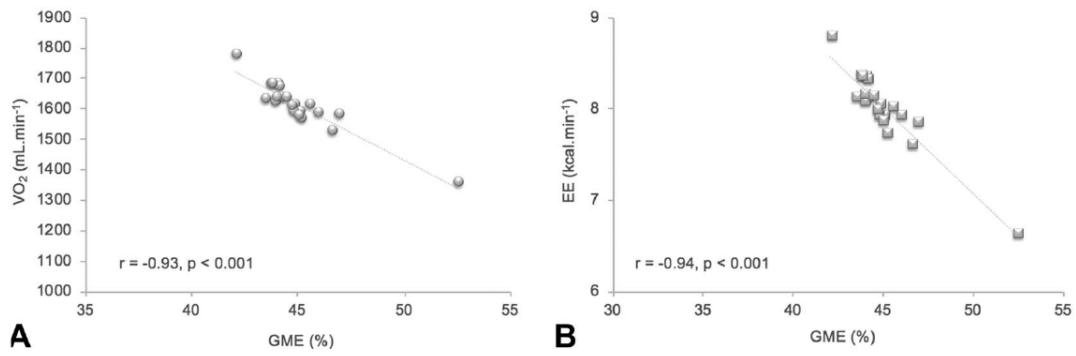 1900
1800
1700
1600
1500
1400
1300
1200
1100
1000
VO₂ (mL.min⁻¹)
r = -0.93, p < 0.001
35 40 45 50 55
GME (%)
A
9
8
7
6
EE (kcal.min⁻¹)
r = -0.94, p < 0.001
30 35 40 45 50 55
GME (%)
B